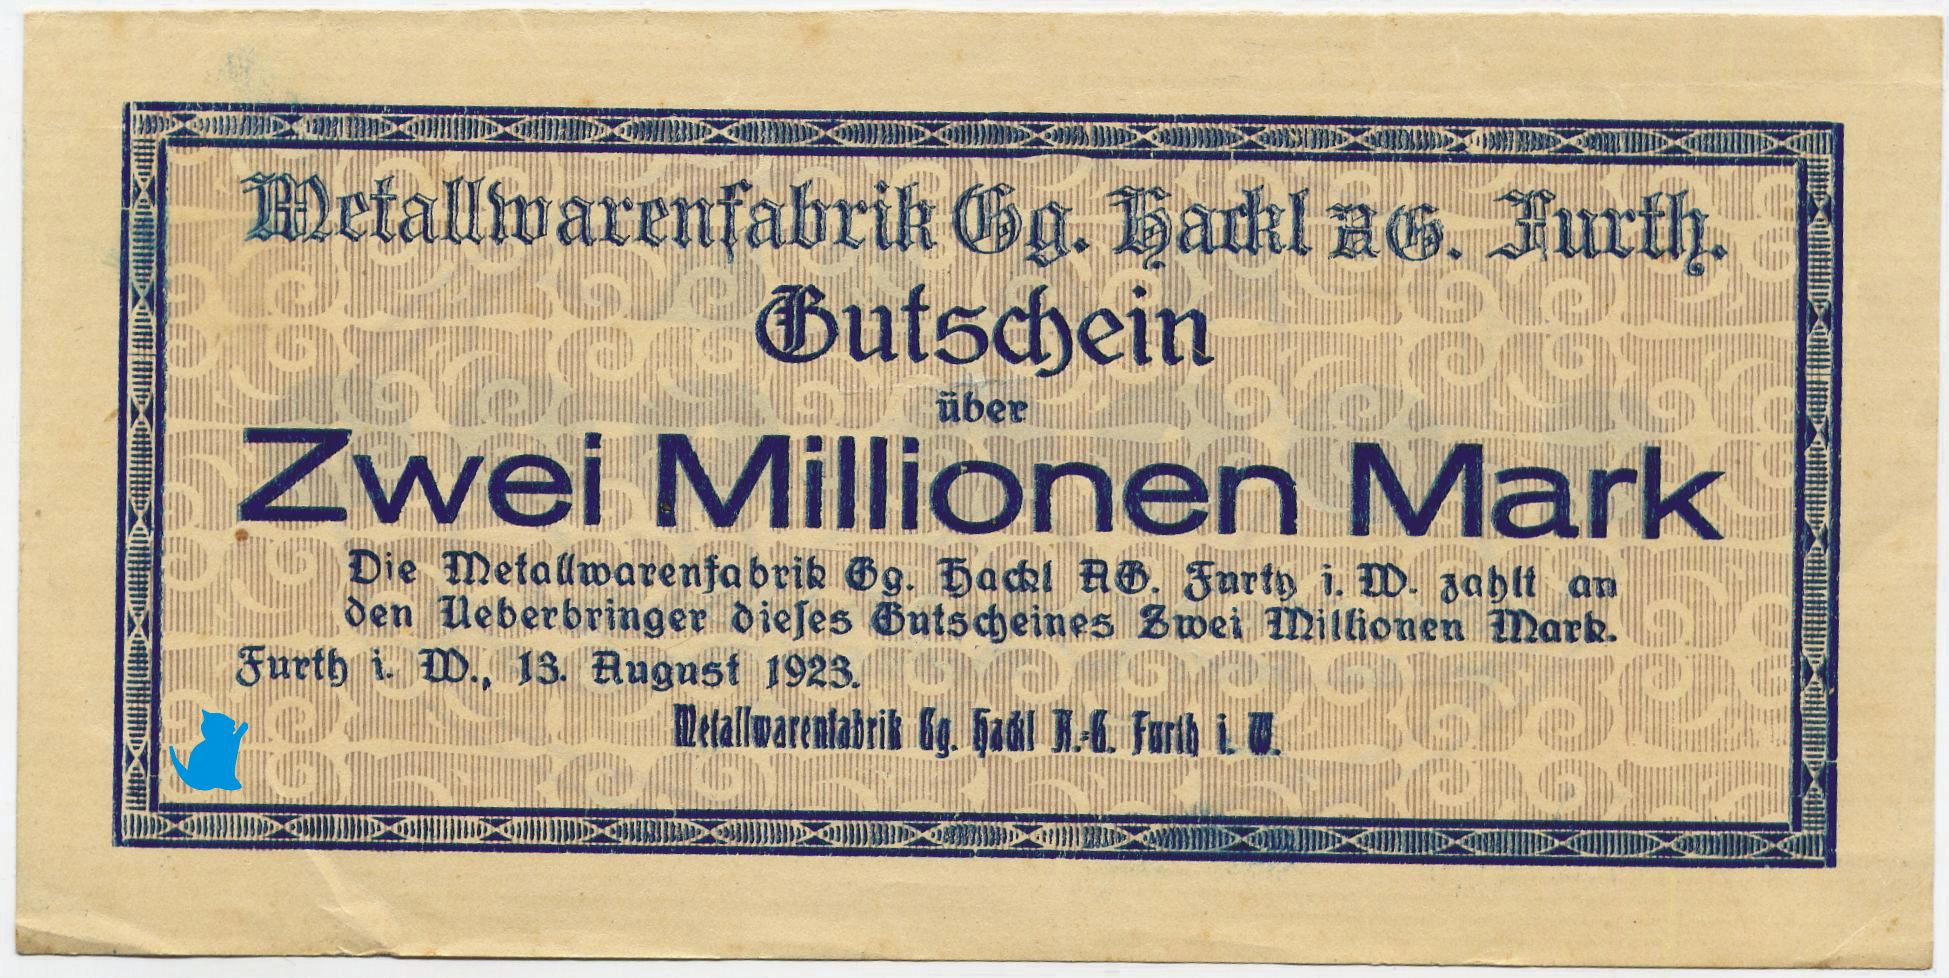 Metallwarenfabrik Gg. Hackl AG. Furth.
Gutschein
über
Zwei Millionen Mark
Die Metallwarenfabrik Gg. Hackl AG. Furth i. W. zahlt an
den Ueberbringer dieses Gutscheines Zwei Millionen Mark.
Furth i. W., 13. August 1923.
Metallwarenfabrik Gg. Hackl A.-G. Furth i. W.